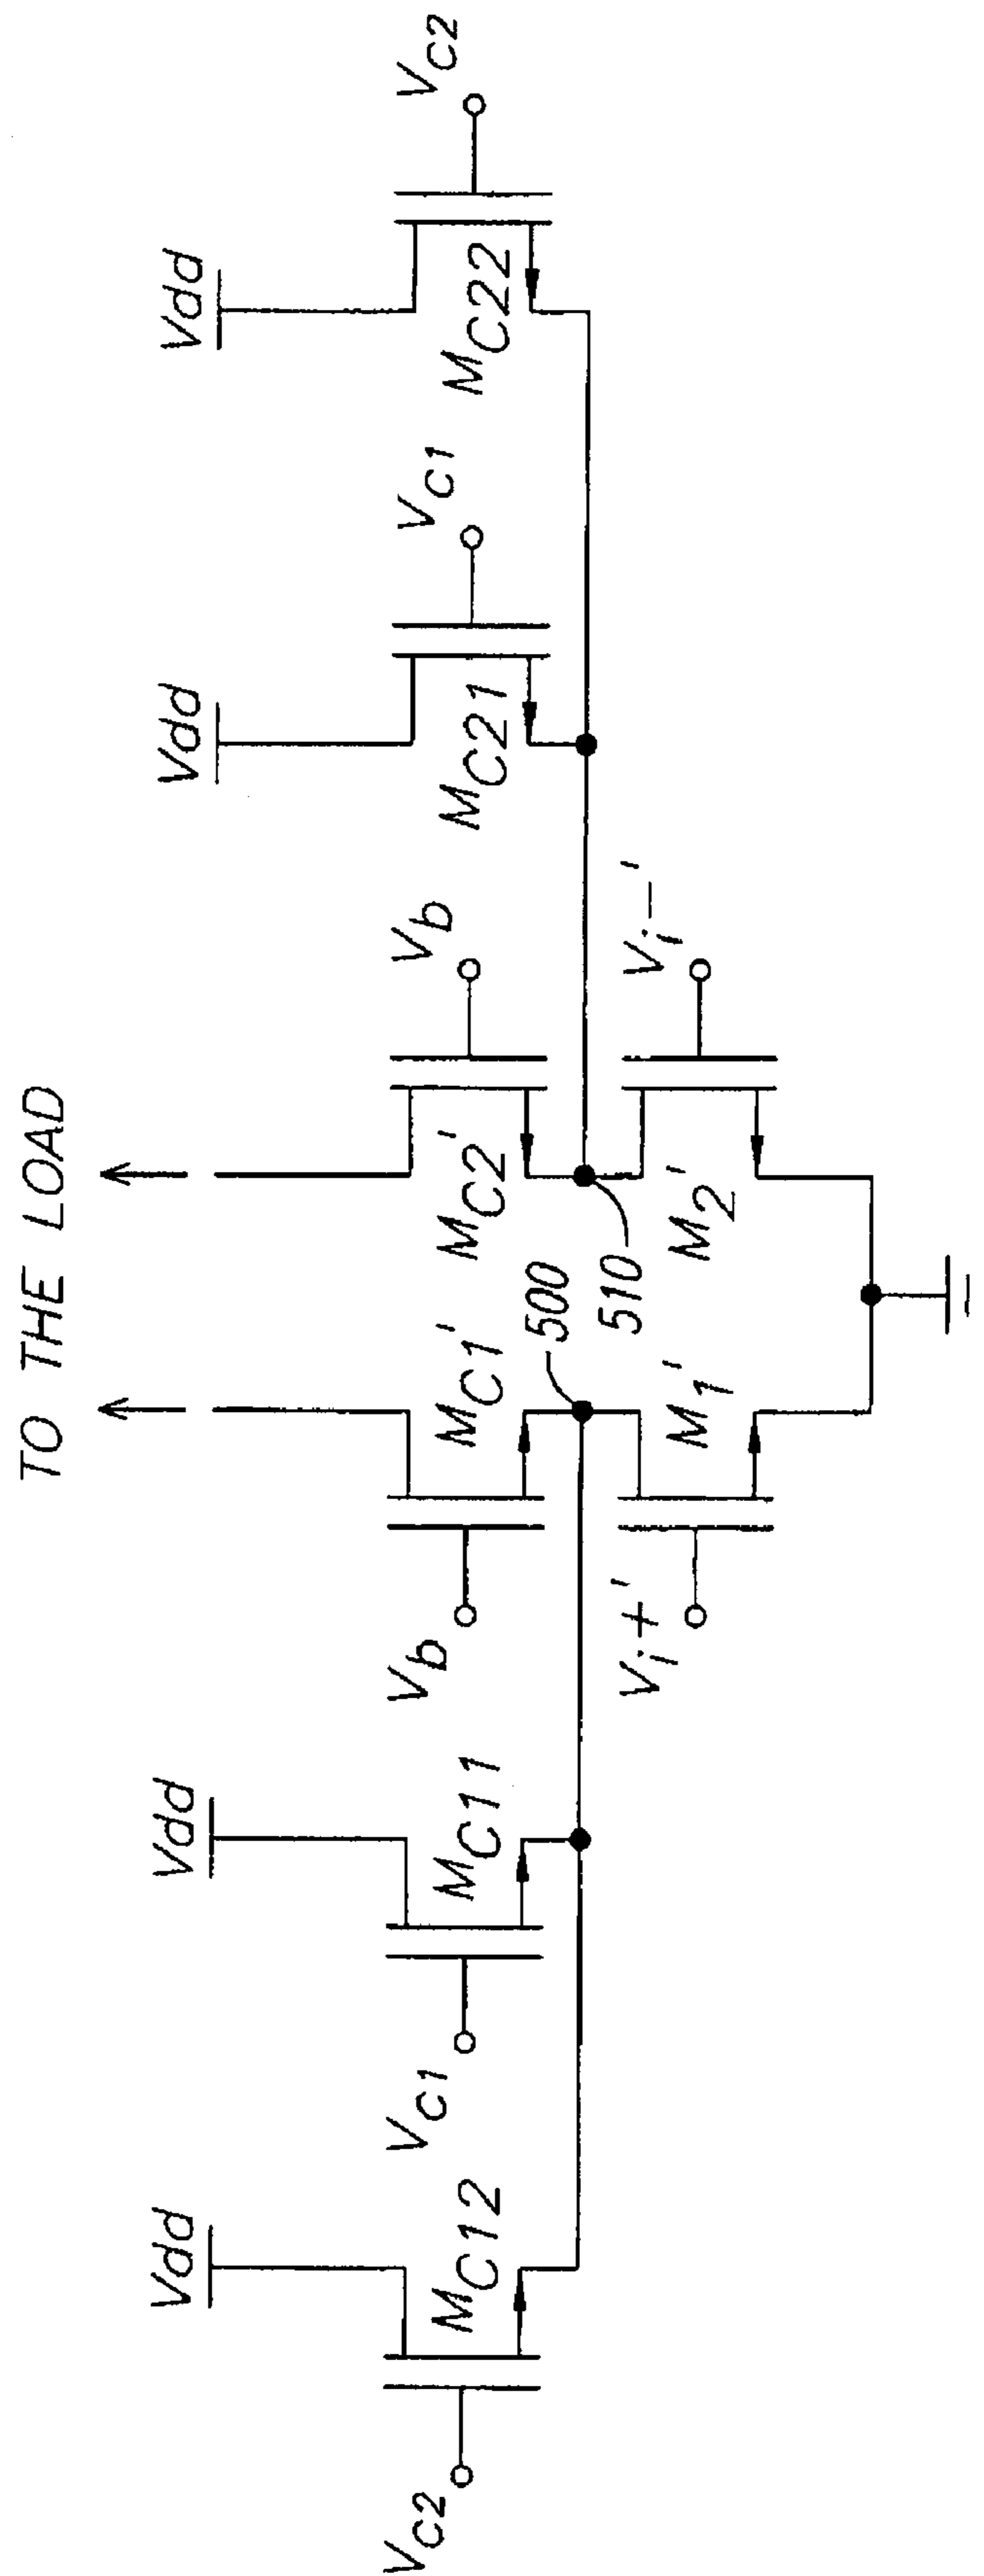 TO THE LOAD
Vdd Vdd Vdd Vdd
VC2 MC12 VC1 MC11 Vb MC1' MC2' Vb MC21 VC1 MC22 VC2
500
510
Vi+' M1' M2' Vi-'